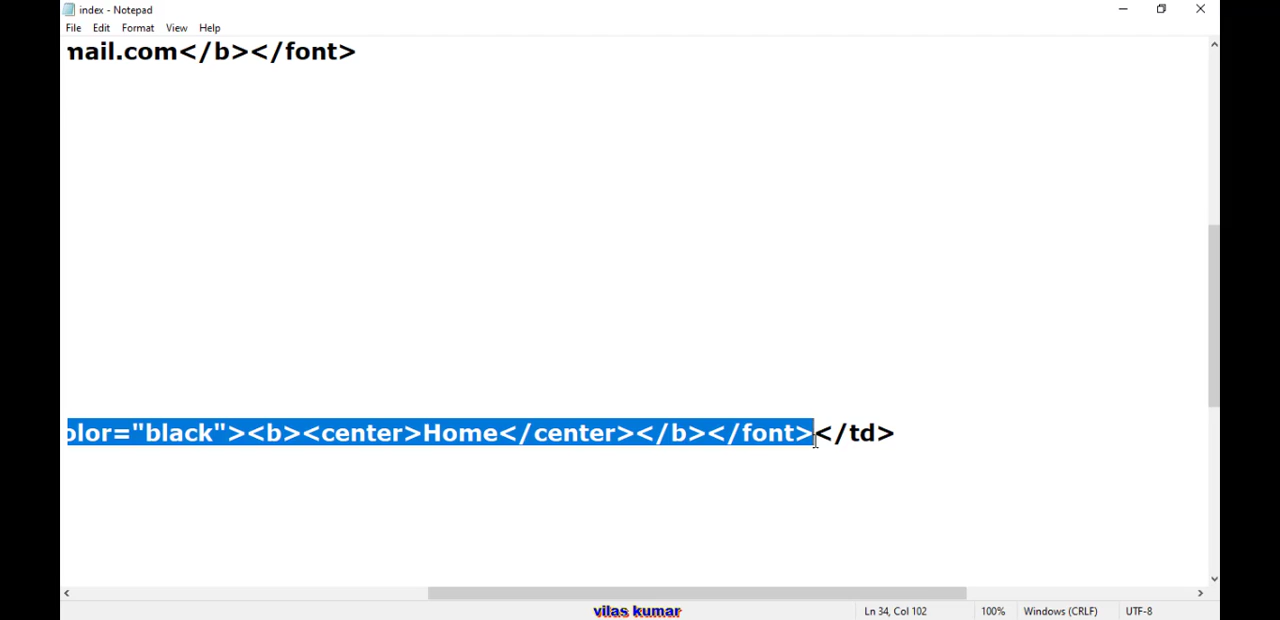 index - Notepad
File Edit Format View Help
mail.com</b></font>
olor="black"><b><center>Home</center></b></font></td>
vilas kumar
Ln 34, Col 102
100%
Windows (CRLF)
UTF-8